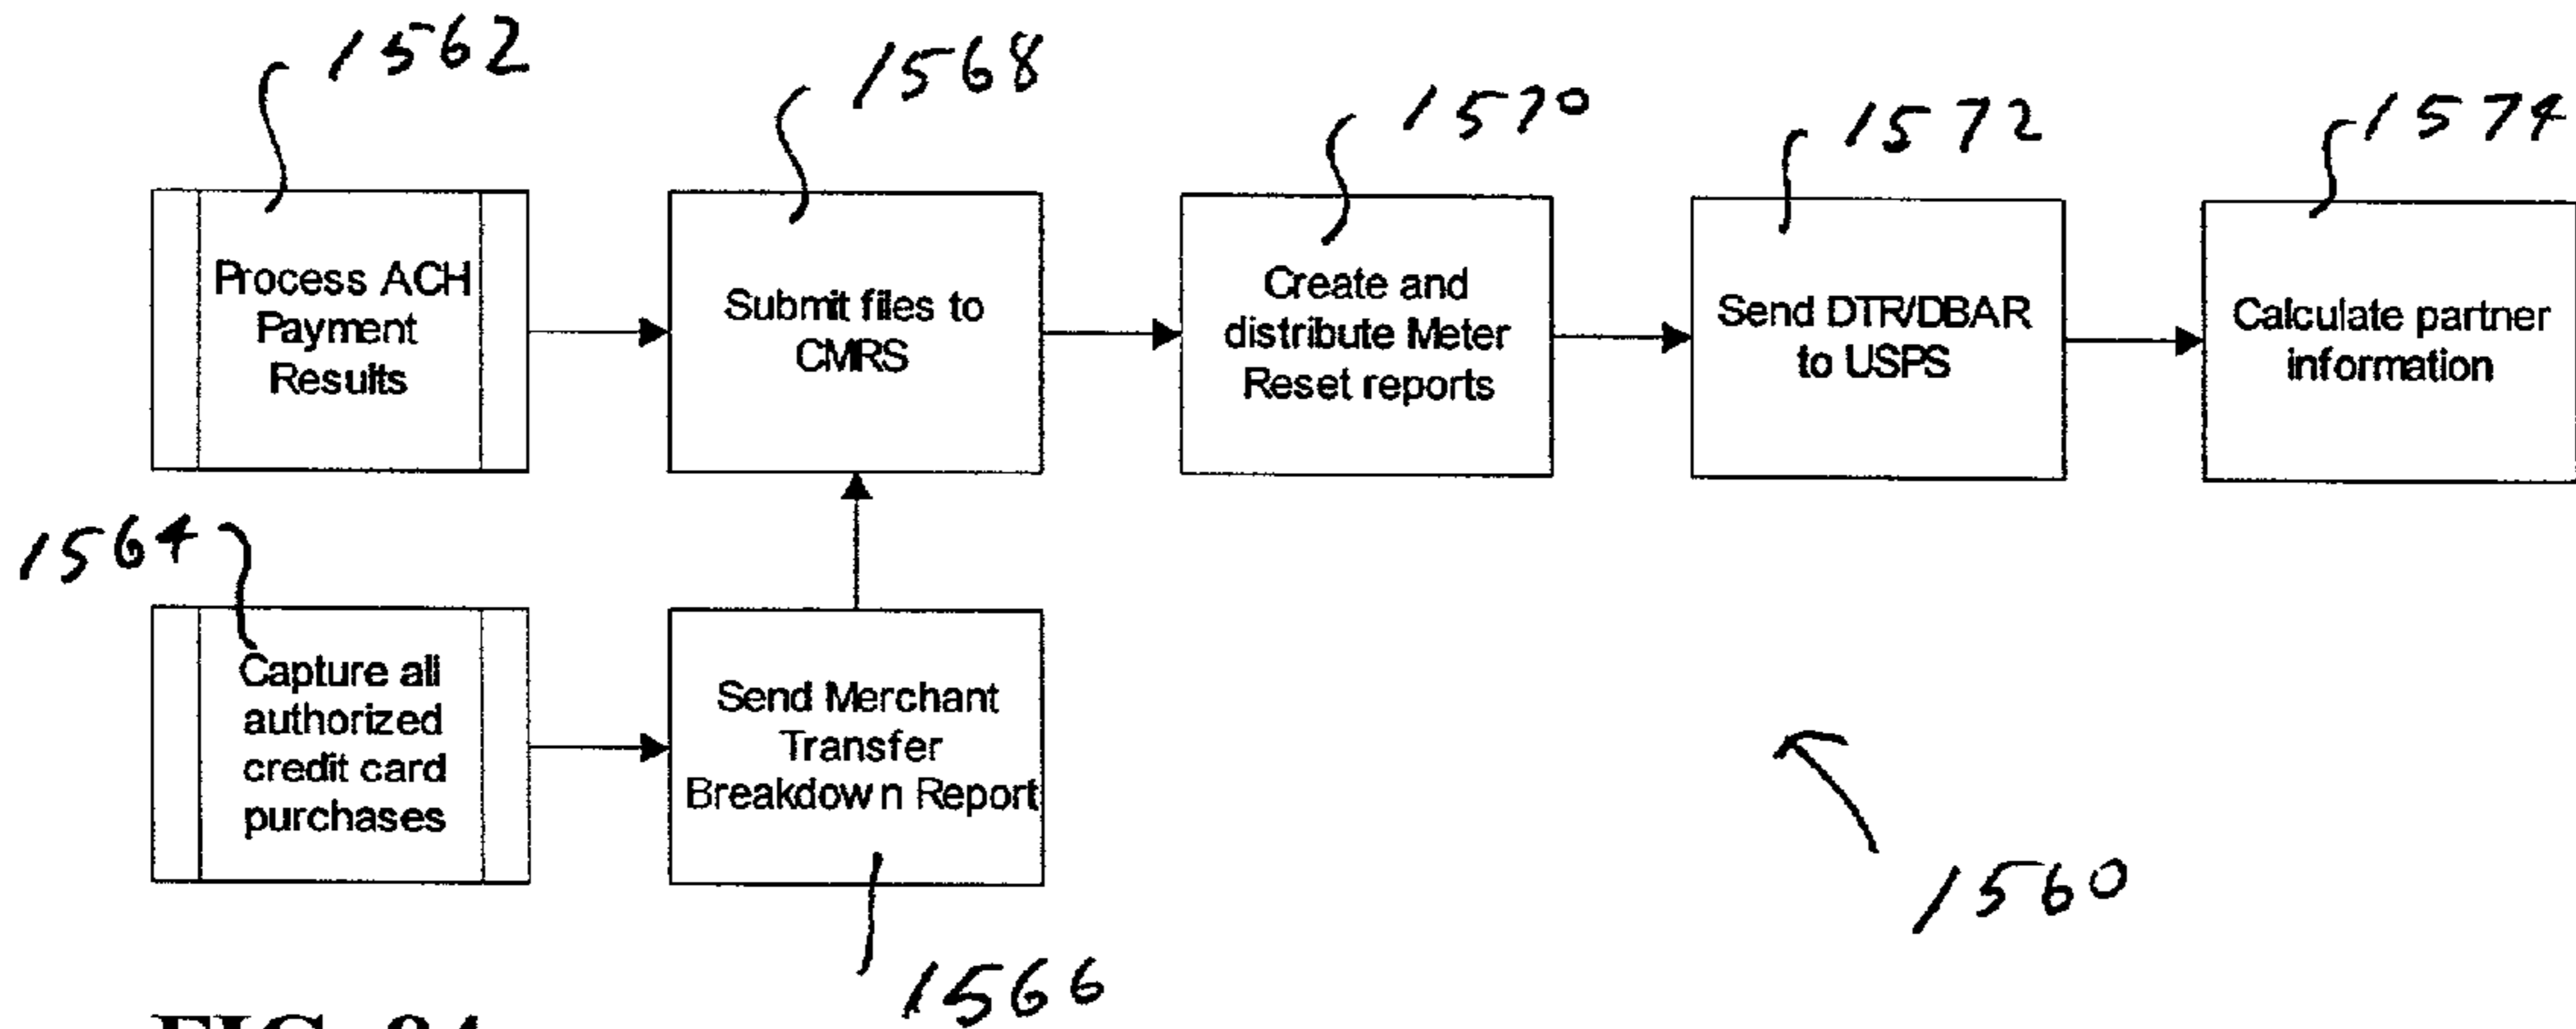 1562
1568
1570
1572
1574
Process ACH
Payment
Results
Submit files to
CMRS
Create and
distribute Meter
Reset reports
Send DTR/DBAR
to USPS
Calculate partner
information
1564
Capture all
authorized
credit card
purchases
Send Merchant
Transfer
Breakdown Report
1560
1566